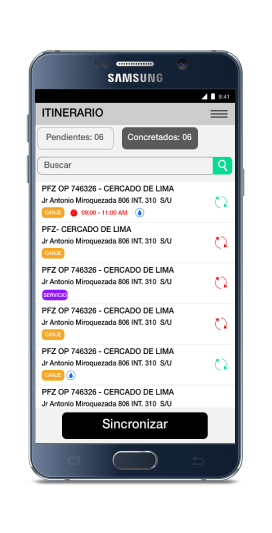 SAMSUNG
9:41
ITINERARIO
Pendientes: 06
Concretados: 06
Buscar
PFZ OP 746326 - CERCADO DE LIMA
Jr Antonio Miroquezada 806 INT. 310 S/U
CANJE 09:00 - 11:00 AM
PFZ- CERCADO DE LIMA
Jr Antonio Miroquezada 806 INT. 310 S/U
CANJE
PFZ OP 746326 - CERCADO DE LIMA
Jr Antonio Miroquezada 806 INT. 310 S/U
SERVICIO
PFZ OP 746326 - CERCADO DE LIMA
Jr Antonio Miroquezada 806 INT. 310 S/U
CANJE
PFZ OP 746326 - CERCADO DE LIMA
Jr Antonio Miroquezada 806 INT. 310 S/U
CANJE
PFZ OP 746326 - CERCADO DE LIMA
Jr Antonio Miroquezada 806 INT. 310 S/U
Sincronizar